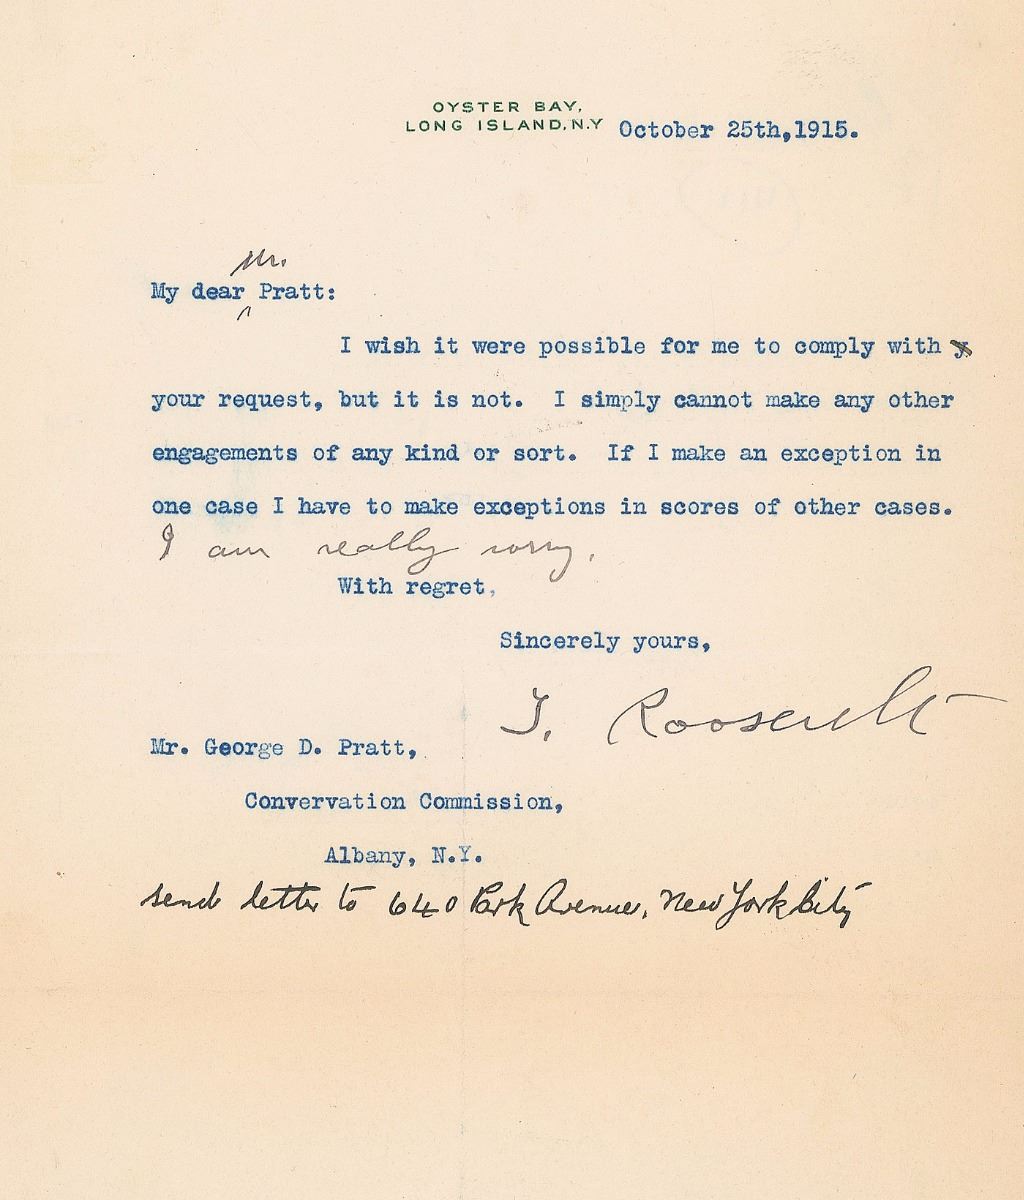 OYSTER BAY,
LONG ISLAND, N.Y October 25th, 1915.
Mr.
My dear ^ Pratt:
I wish it were possible for me to comply with
your request, but it is not. I simply cannot make any other
engagements of any kind or sort. If I make an exception in
one case I have to make exceptions in scores of other cases.
I am really sorry.
With regret,
Sincerely yours,
T. Roosevelt
Mr. George D. Pratt,
Convervation Commission,
Albany, N.Y.
send letter to 640 Park Avenue, New York City